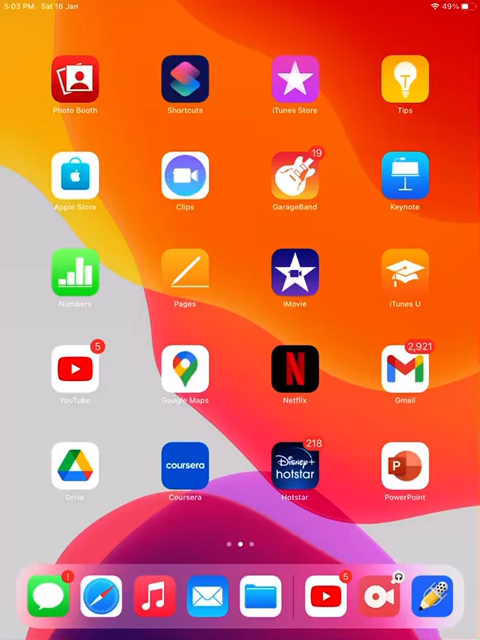 5:03 PM Sat 16 Jan 49%
Photo Booth Shortcuts iTunes Store Tips
19
Apple Store Clips GarageBand Keynote
Numbers Pages iMovie iTunes U
5 2,921
YouTube Google Maps Netflix Gmail
N
218
coursera Disney+ hotstar P
Drive Coursera Hotstar PowerPoint
! 5